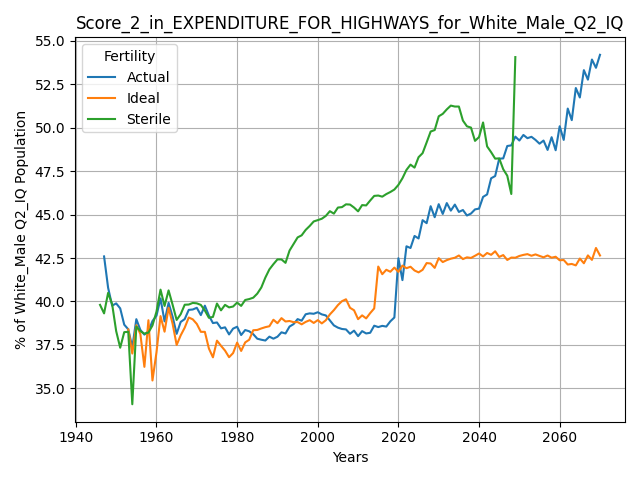 Score_2_in_EXPENDITURE_FOR_HIGHWAYS_for_White_Male_Q2_IQ
55.0
52.5
50.0
47.5
45.0
42.5
40.0
37.5
35.0
% of White_Male Q2_IQ Population
Fertility
Actual
Ideal
Sterile
1940 1960 1980 2000 2020 2040 2060
Years